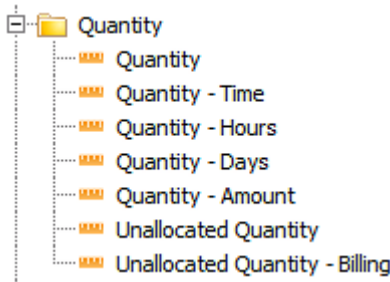 Quantity
Quantity
Quantity - Time
Quantity - Hours
Quantity - Days
Quantity - Amount
Unallocated Quantity
Unallocated Quantity - Billing